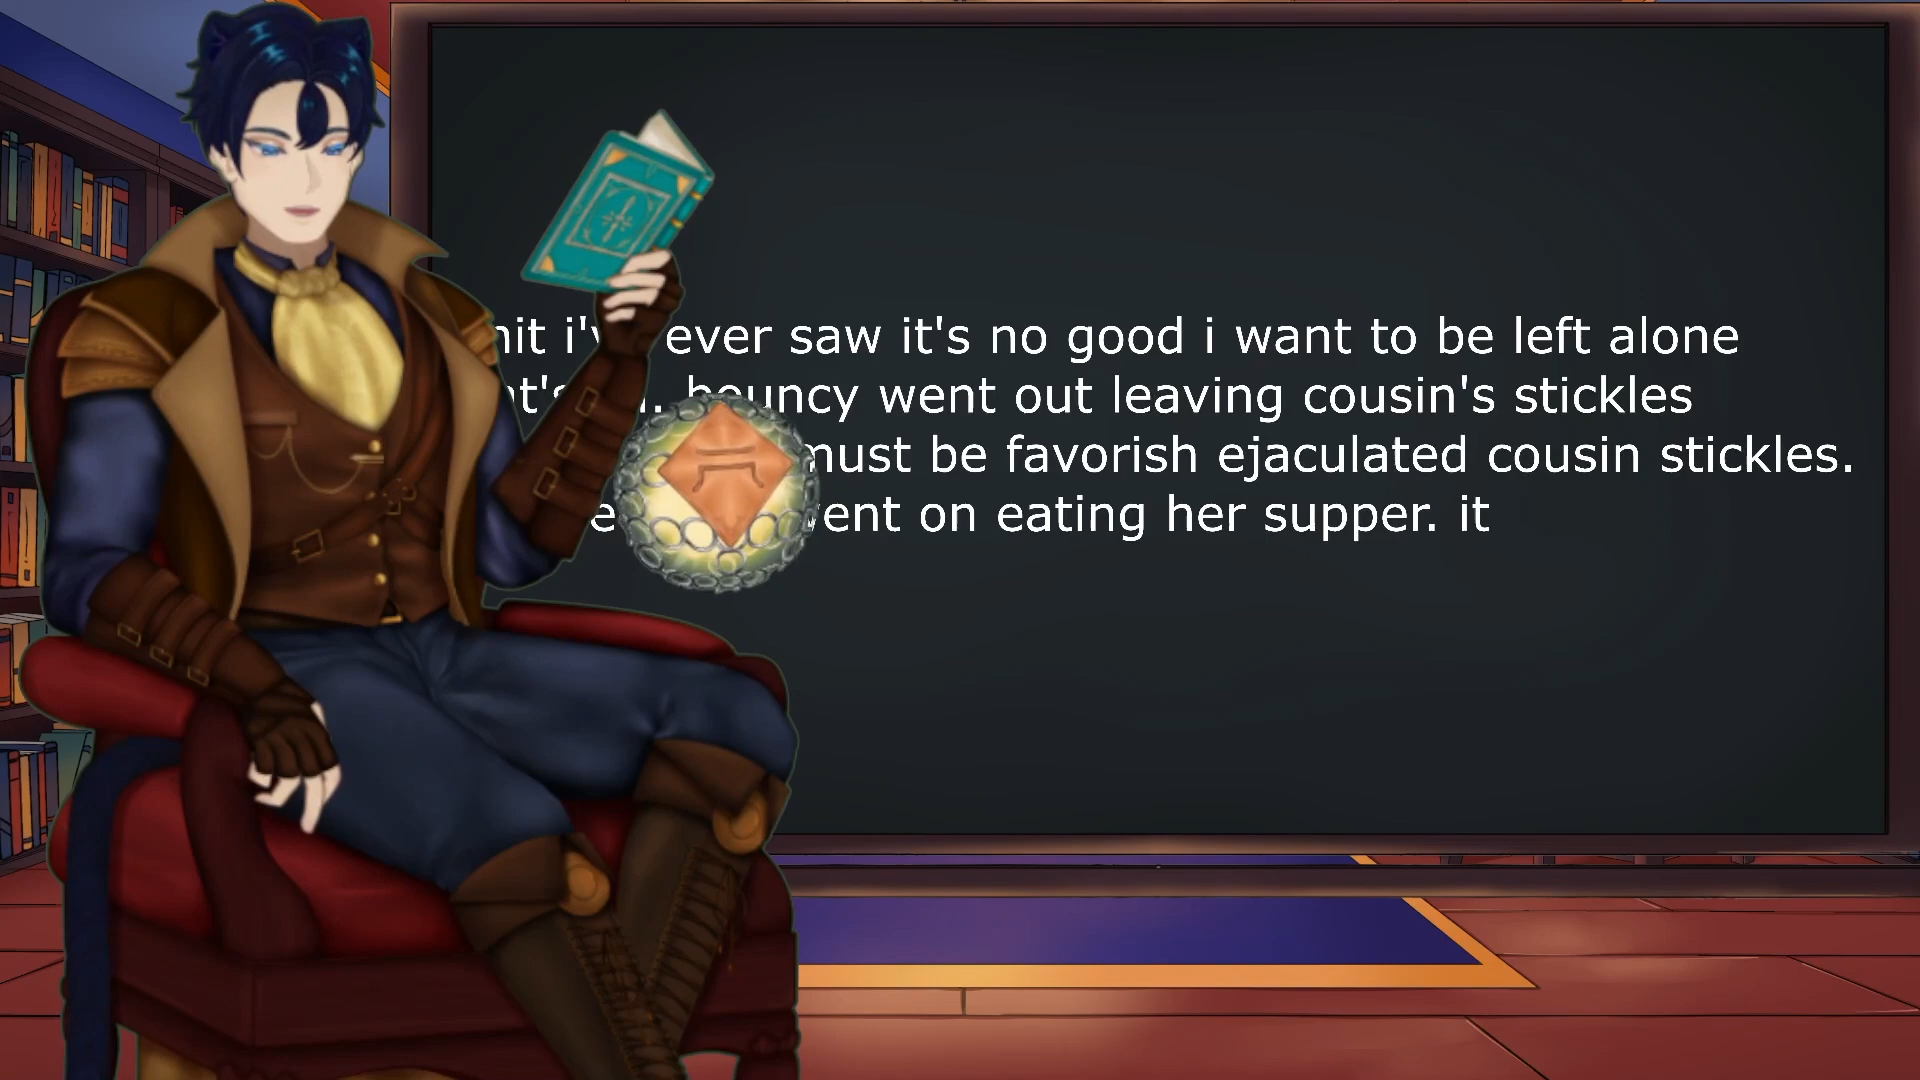 ever saw it's no good i want to be left alone
bouncy went out leaving cousin's stickles
must be favorish ejaculated cousin stickles.
went on eating her supper. it